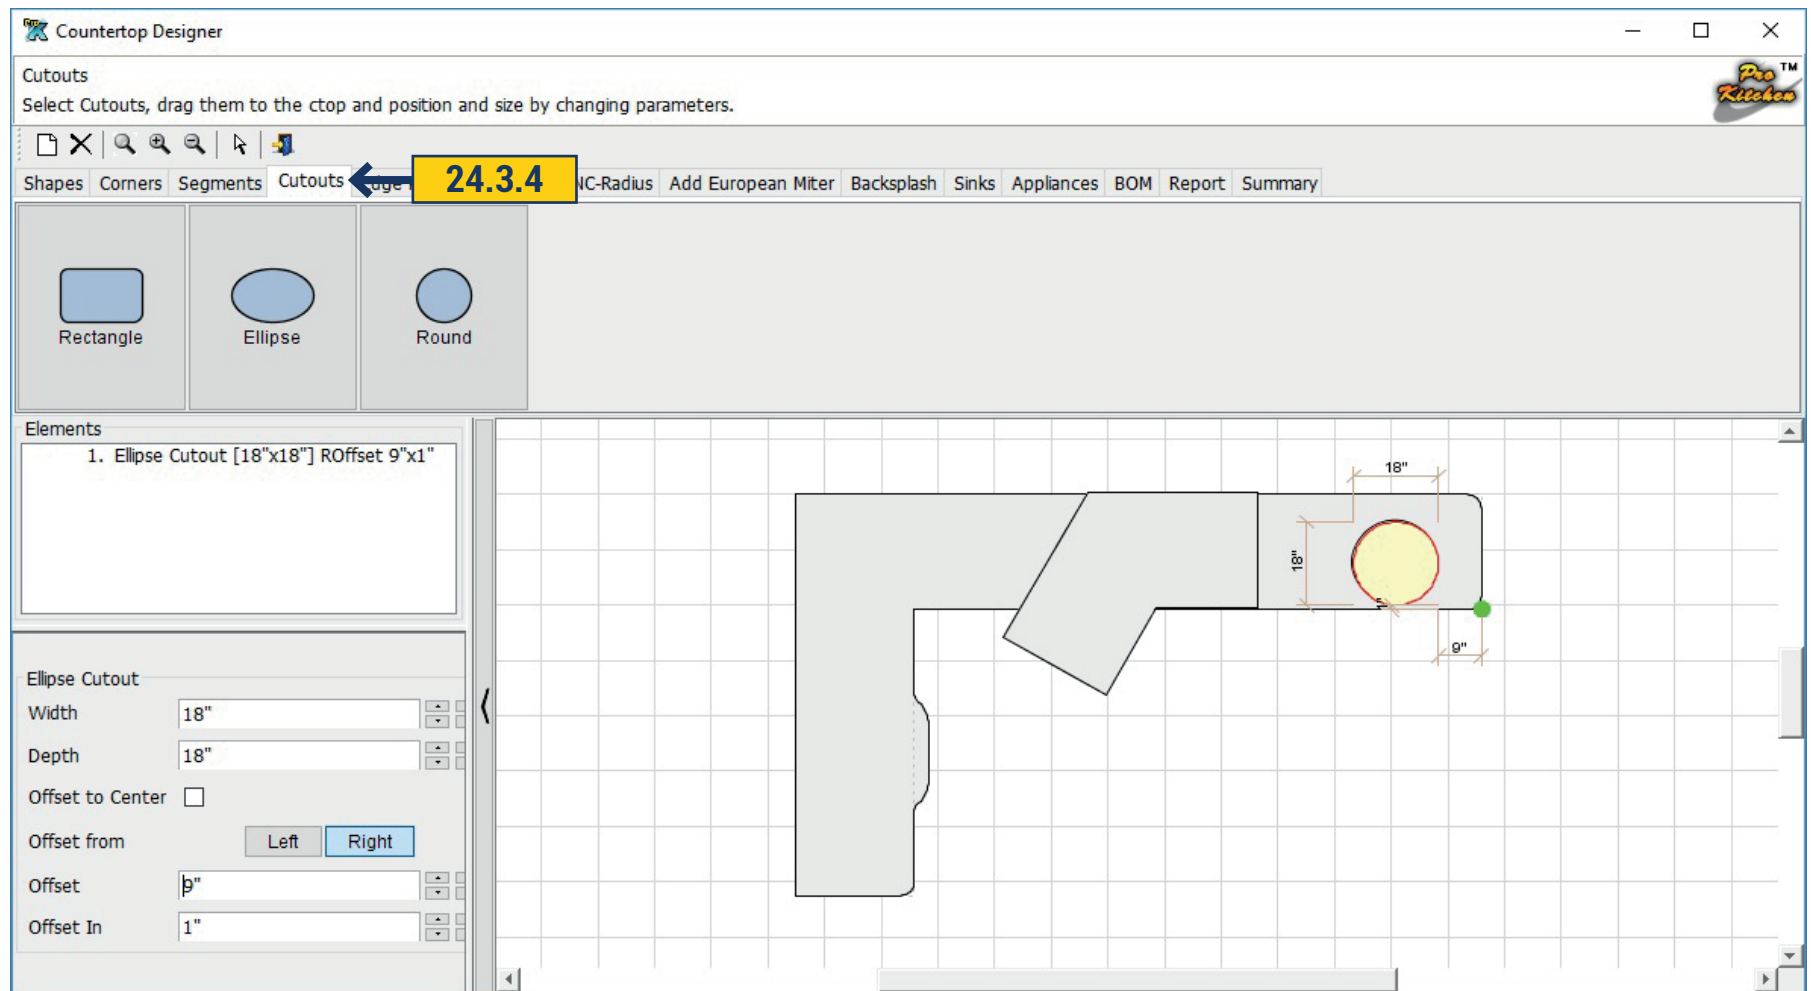 Countertop Designer
Cutouts
Select Cutouts, drag them to the ctop and position and size by changing parameters.
Pro Kitchen TM
Shapes Corners Segments Cutouts 24.3.4 NC-Radius Add European Miter Backsplash Sinks Appliances BOM Report Summary
Rectangle Ellipse Round
Elements
1. Ellipse Cutout [18"x18"] ROffset 9"x1"
18"
18"
1"
9"
Ellipse Cutout
Width 18"
Depth 18"
Offset to Center
Offset from Left Right
Offset 9"
Offset In 1"